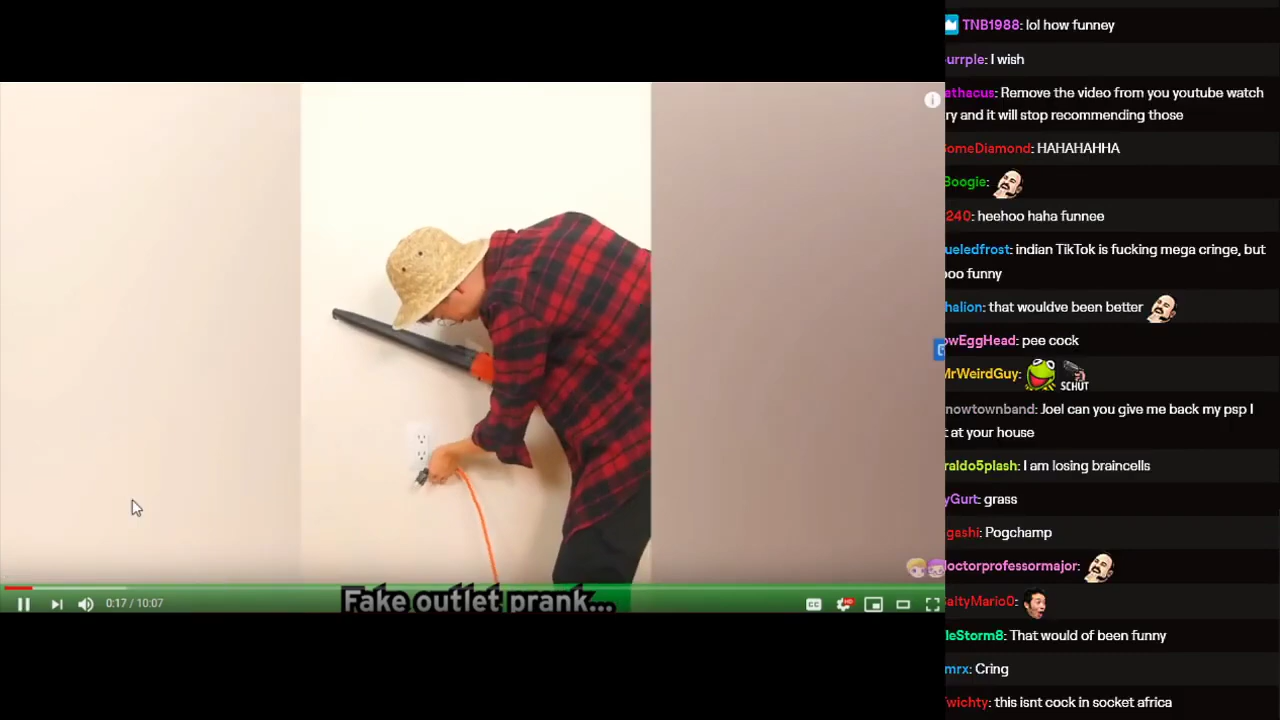 TNB1988: lol how funney
urrple: I wish
athacus: Remove the video from you youtube watch
ry and it will stop recommending those
omeDiamond: HAHAHAHHA
Boogie:
240: heehoo haha funnee
ueledfrost: indian TikTok is fucking mega cringe, but
oo funny
halion: that wouldve been better
owEggHead: pee cock
MrWeirdGuy: SCHUT
nowtownband: Joel can you give me back my psp I
t at your house
raldo5plash: I am losing braincells
yGurt: grass
gashi: Pogchamp
doctorprofessormajor:
altyMario0:
leStorm8: That would of been funny
mrx: Cring
wichty: this isnt cock in socket africa
Fake outlet prank...
0:17 / 10:07
CC
HD